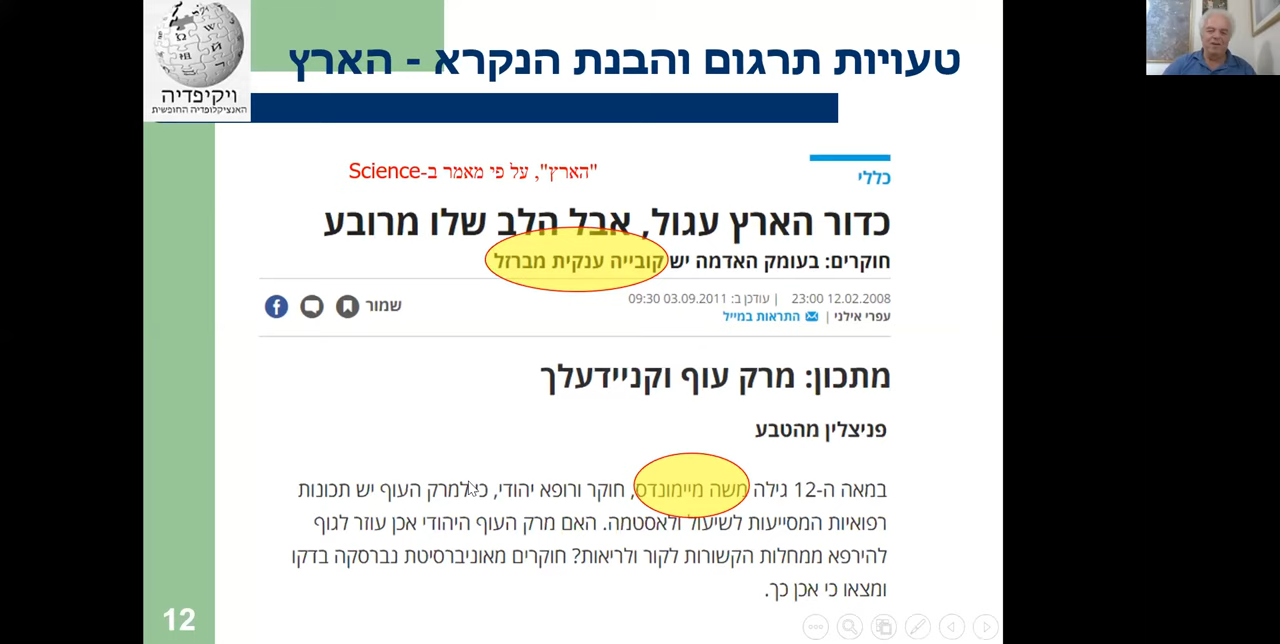 ויקיפדיה
האנציקלופדיה החופשית
טעויות תרגום והבנת הנקרא - הארץ
"הארץ", על פי מאמר ב-Science
כללי
כדור הארץ עגול, אבל הלב שלו מרובע
חוקרים: בעומק האדמה יש קובייה ענקית מברזל
23:00 12.02.2008 | עודכן ב: 03.09.2011 09:30
שמור
עפרי אילני | התראות במייל
מתכון: מרק עוף וקניידעלך
פניצלין מהטבע
במאה ה-12 גילה משה מיימונדס, חוקר ורופא יהודי, כי למרק העוף יש תכונות
רפואיות המסייעות לשיעול ולאסטמה. האם מרק העוף היהודי אכן עוזר לגוף
להירפא ממחלות הקשורות לקור ולריאות? חוקרים מאוניברסיטת נברסקה בדקו
ומצאו כי אכן כך.
12